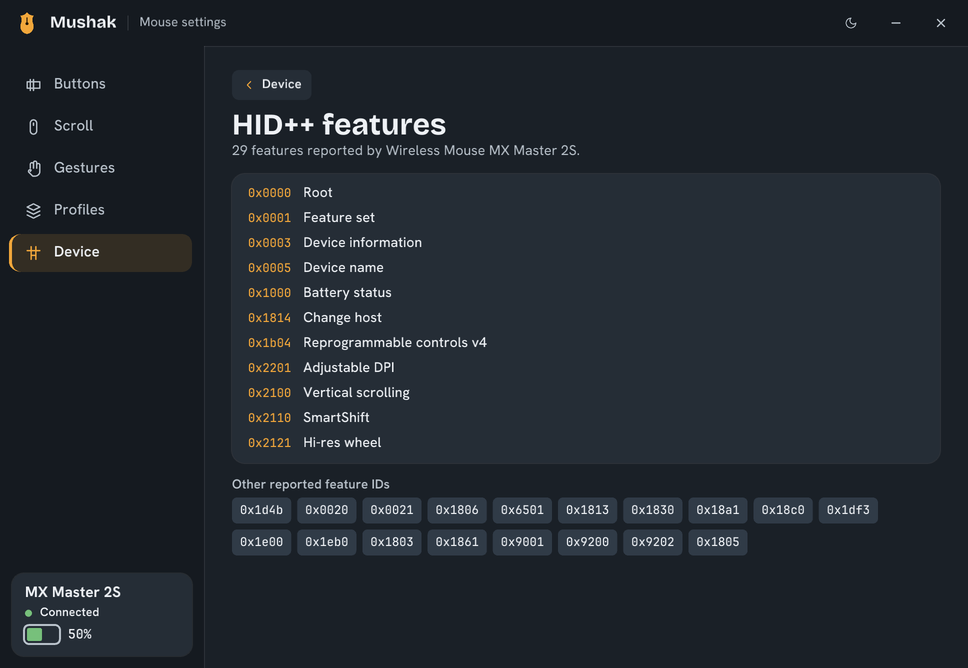 Mushak
Mouse settings
Buttons
Scroll
Gestures
Profiles
Device
MX Master 2S
Connected
50%
Device
HID++ features
29 features reported by Wireless Mouse MX Master 2S.
0x0000 Root
0x0001 Feature set
0x0003 Device information
0x0005 Device name
0x1000 Battery status
0x1814 Change host
0x1b04 Reprogrammable controls v4
0x2201 Adjustable DPI
0x2100 Vertical scrolling
0x2110 SmartShift
0x2121 Hi-res wheel
Other reported feature IDs
0x1d4b 0x0020 0x0021 0x1806 0x6501 0x1813 0x1830 0x18a1 0x18c0 0x1df3
0x1e00 0x1eb0 0x1803 0x1861 0x9001 0x9200 0x9202 0x1805